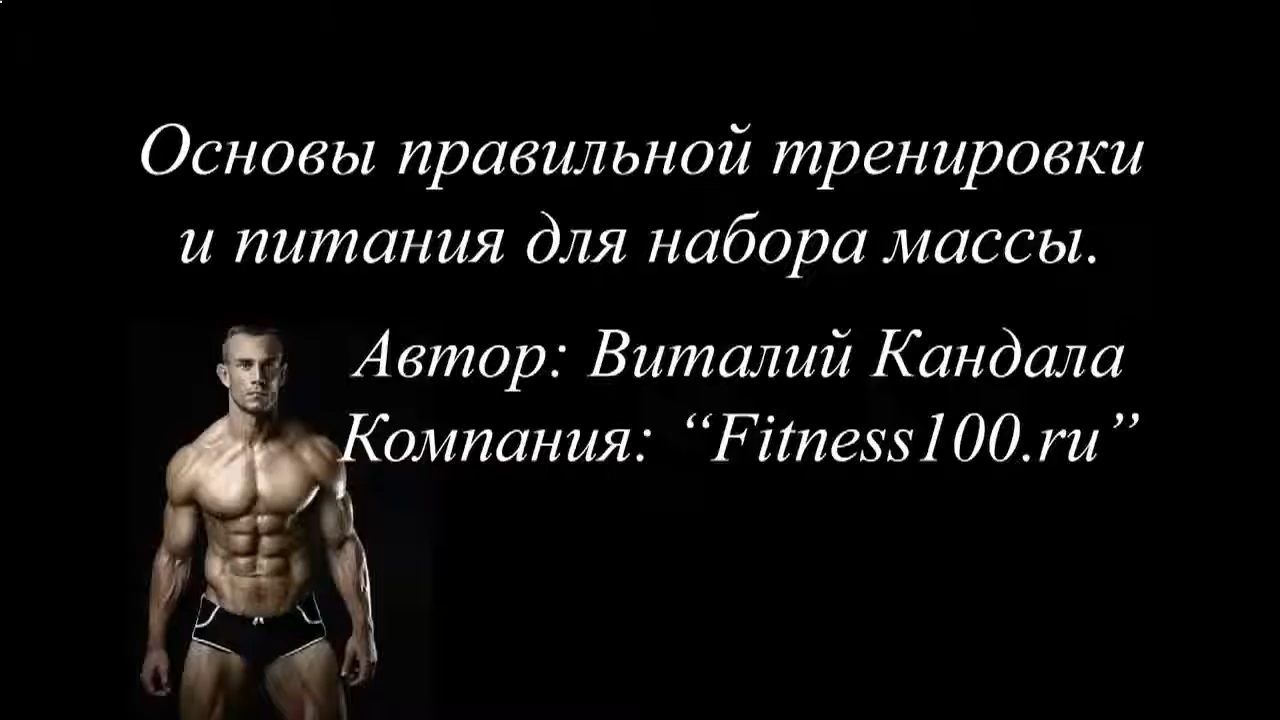 Основы правильной тренировки
и питания для набора массы.
Автор: Виталий Кандала
Компания: “Fitness100.ru”